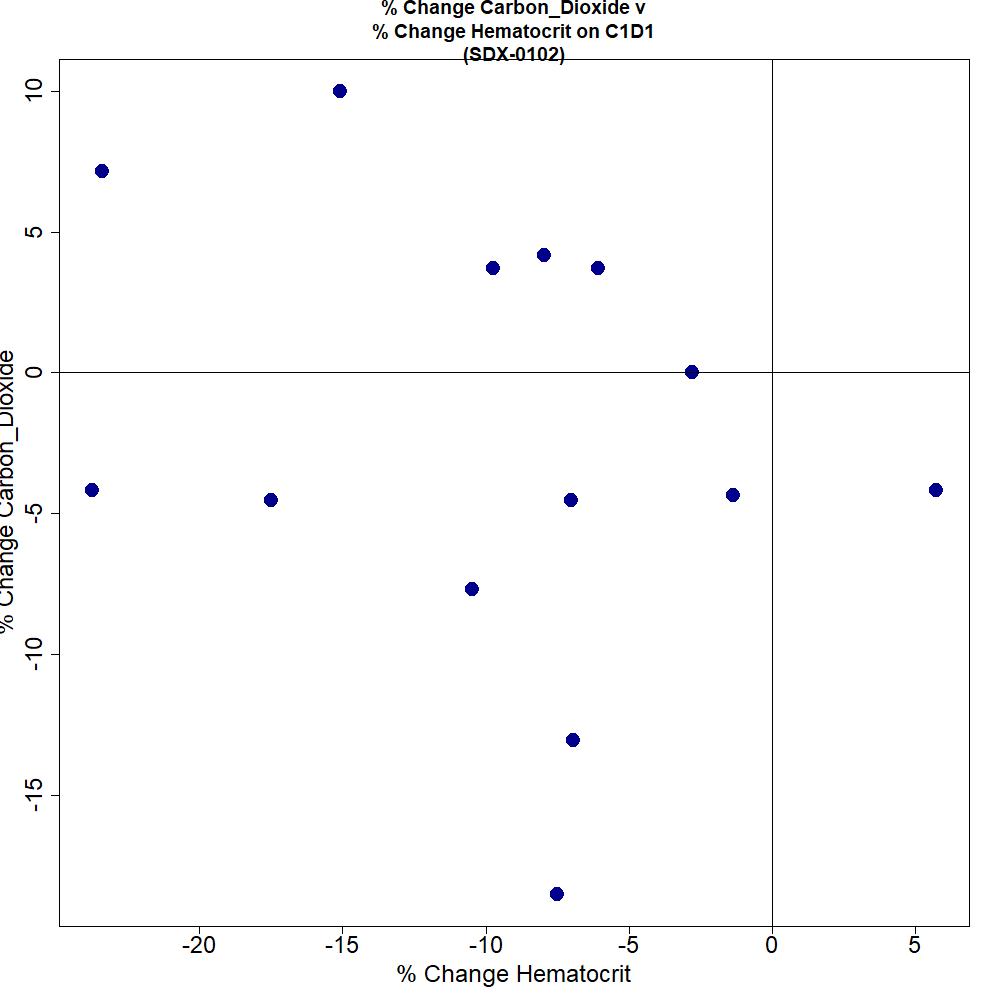 % Change Carbon_Dioxide v
% Change Hematocrit on C1D1
(SDX-0102)
% Change Carbon_Dioxide
10
5
0
-5
-10
-15
-20
-15
-10
-5
0
5
% Change Hematocrit